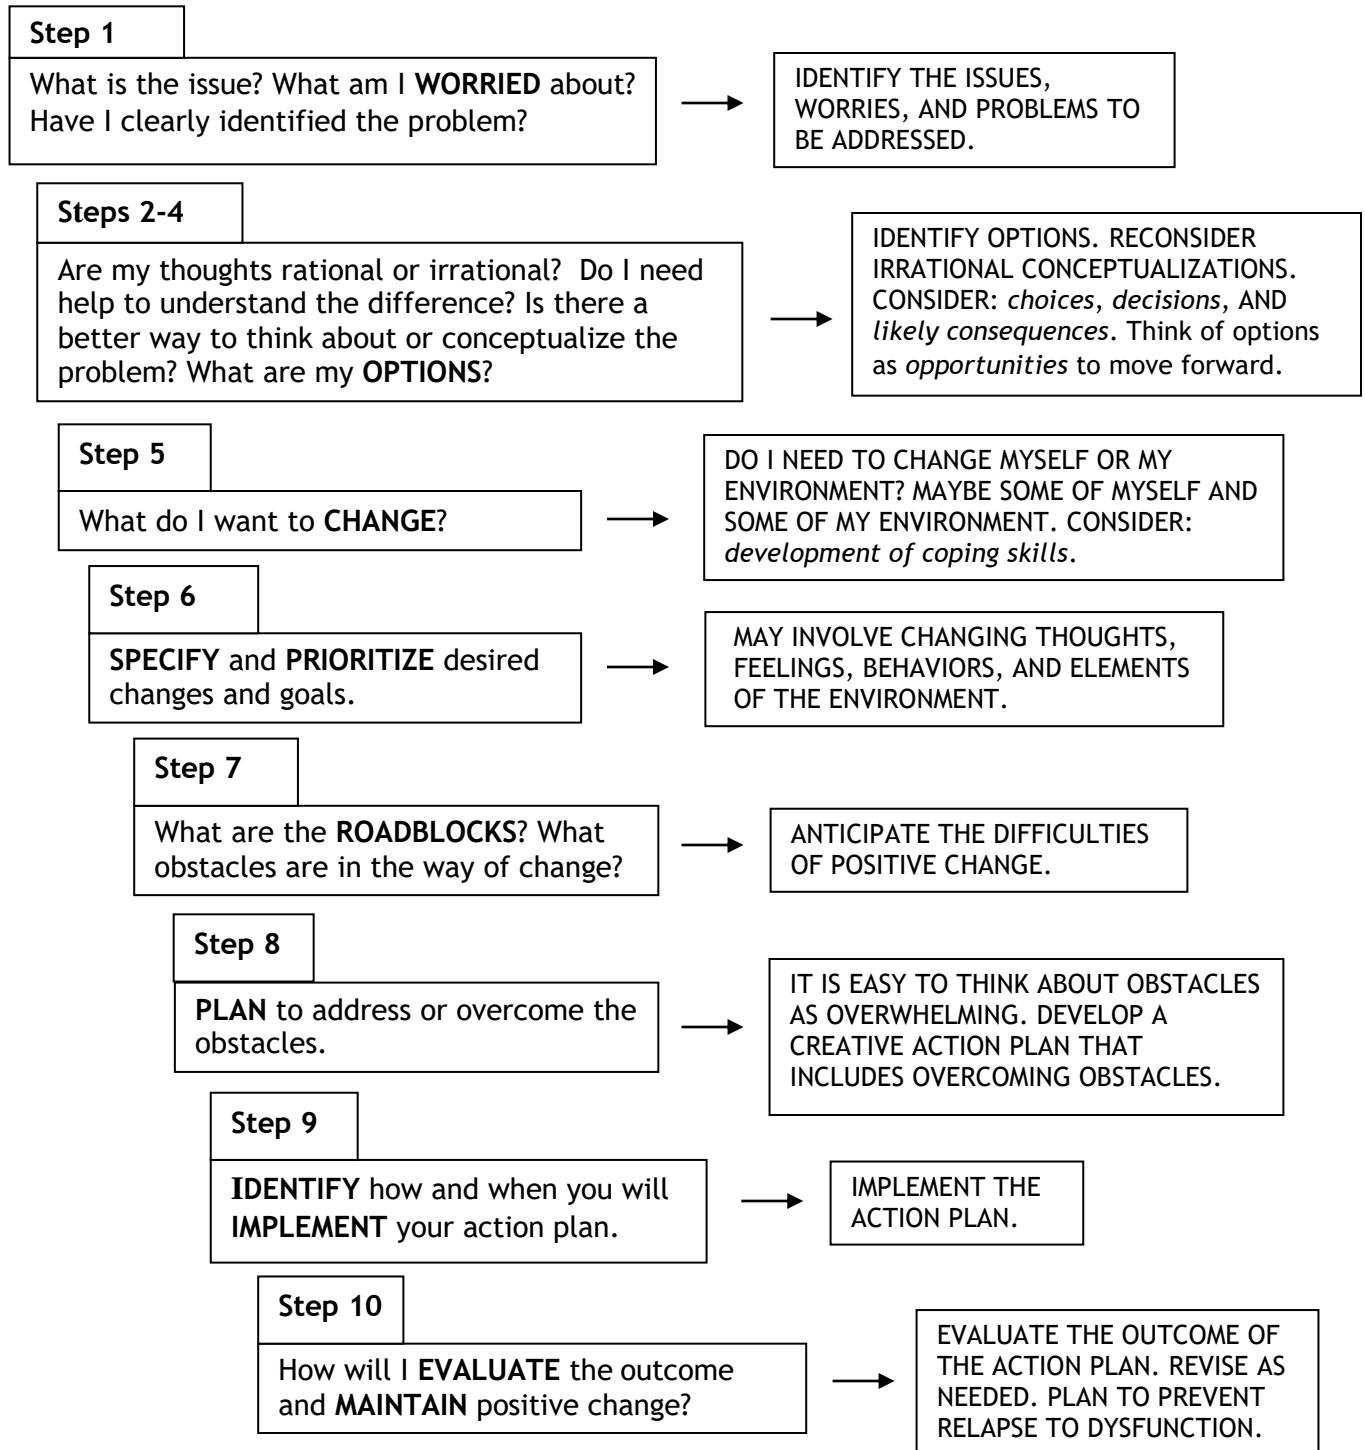 Step 1
What is the issue? What am I WORRIED about?
Have I clearly identified the problem?
IDENTIFY THE ISSUES,
WORRIES, AND PROBLEMS TO
BE ADDRESSED.
Steps 2-4
Are my thoughts rational or irrational? Do I need
help to understand the difference? Is there a
better way to think about or conceptualize the
problem? What are my OPTIONS?
IDENTIFY OPTIONS. RECONSIDER
IRRATIONAL CONCEPTUALIZATIONS.
CONSIDER: choices, decisions, AND
likely consequences. Think of options
as opportunities to move forward.
Step 5
What do I want to CHANGE?
DO I NEED TO CHANGE MYSELF OR MY
ENVIRONMENT? MAYBE SOME OF MYSELF AND
SOME OF MY ENVIRONMENT. CONSIDER:
development of coping skills.
Step 6
SPECIFY and PRIORITIZE desired
changes and goals.
MAY INVOLVE CHANGING THOUGHTS,
FEELINGS, BEHAVIORS, AND ELEMENTS
OF THE ENVIRONMENT.
Step 7
What are the ROADBLOCKS? What
obstacles are in the way of change?
ANTICIPATE THE DIFFICULTIES
OF POSITIVE CHANGE.
Step 8
PLAN to address or overcome the
obstacles.
IT IS EASY TO THINK ABOUT OBSTACLES
AS OVERWHELMING. DEVELOP A
CREATIVE ACTION PLAN THAT
INCLUDES OVERCOMING OBSTACLES.
Step 9
IDENTIFY how and when you will
IMPLEMENT your action plan.
IMPLEMENT THE
ACTION PLAN.
Step 10
How will I EVALUATE the outcome
and MAINTAIN positive change?
EVALUATE THE OUTCOME OF
THE ACTION PLAN. REVISE AS
NEEDED. PLAN TO PREVENT
RELAPSE TO DYSFUNCTION.